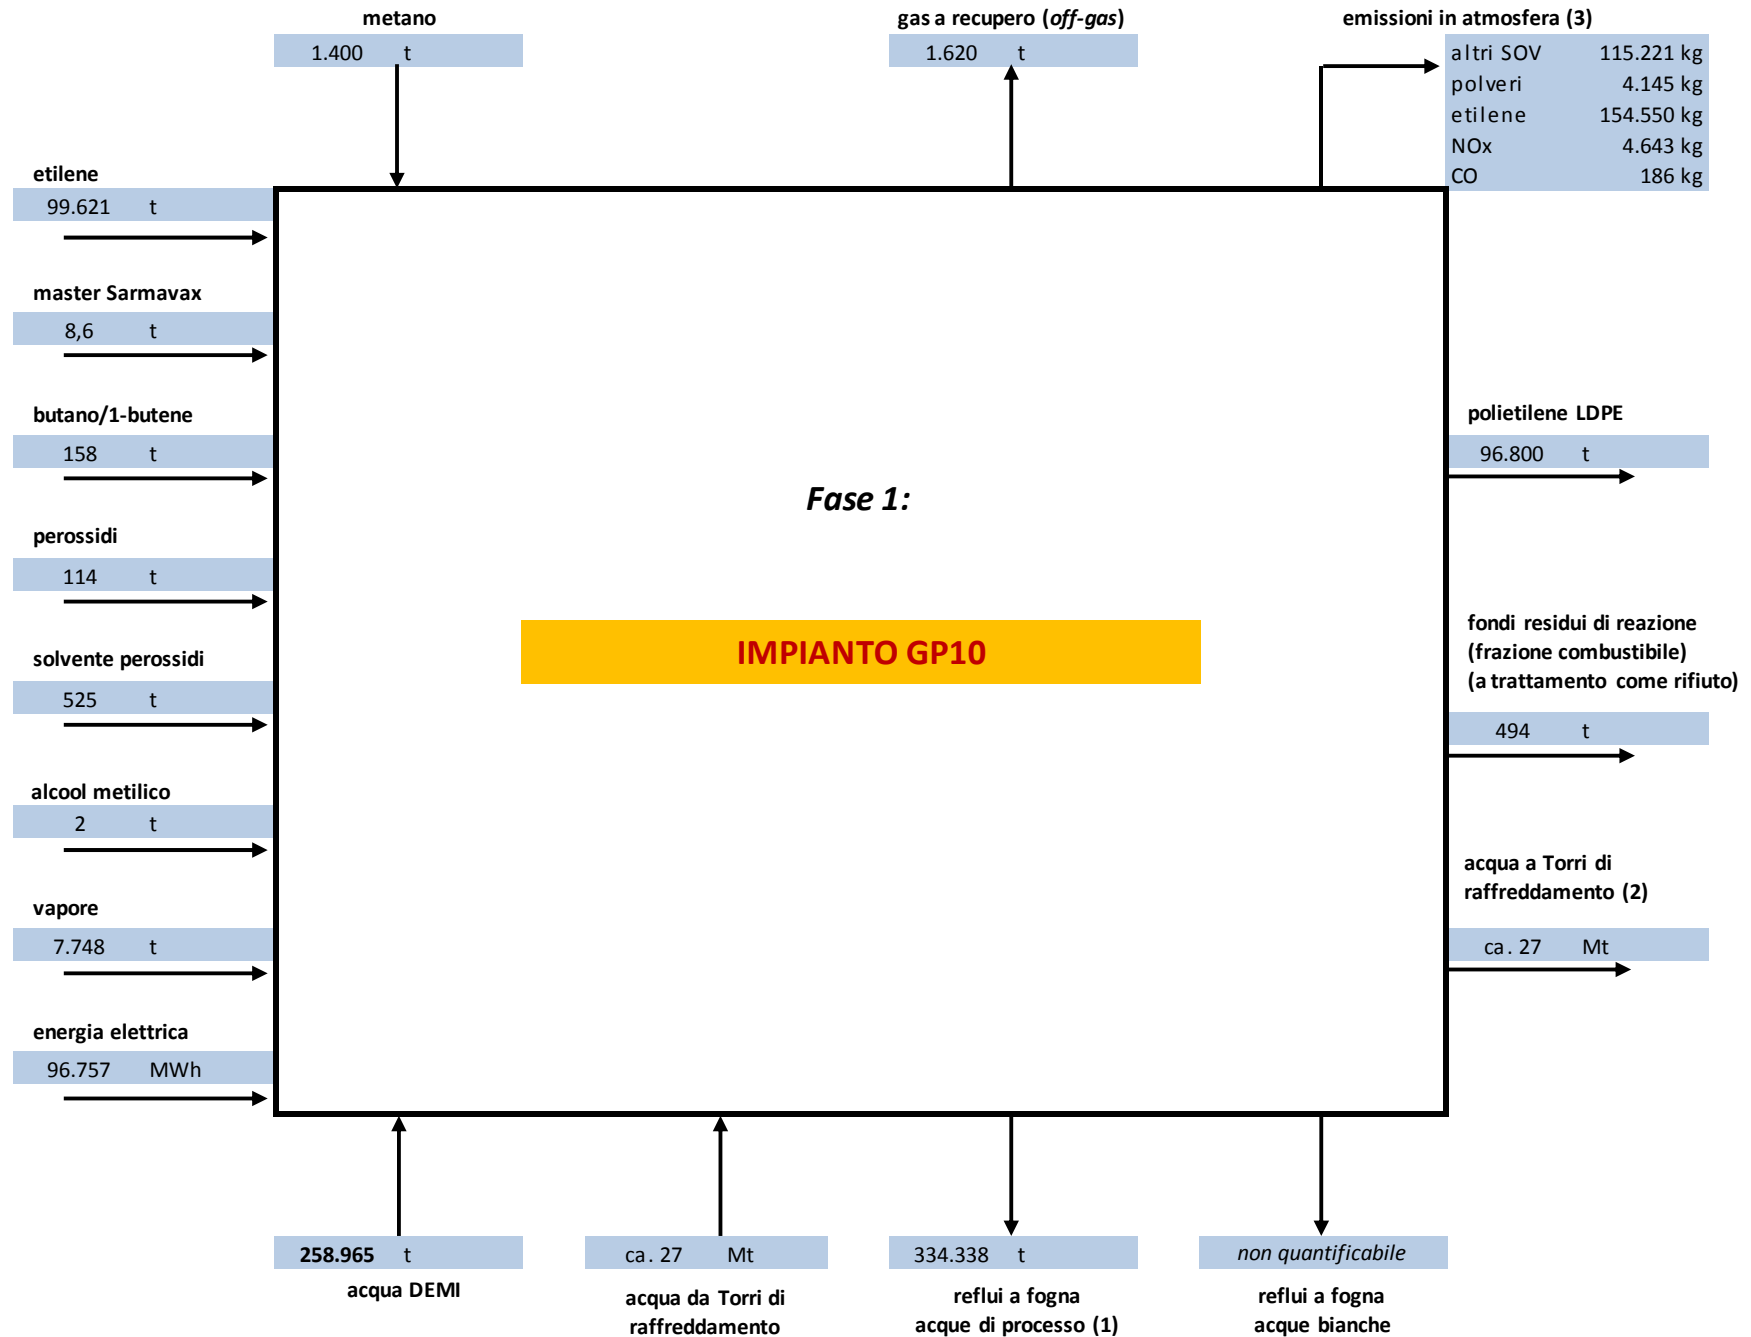 metano
1.400 t
gas a recupero (off-gas)
1.620 t
emissioni in atmosfera (3)
altri SOV 115.221 kg
polveri 4.145 kg
etilene 154.550 kg
NOx 4.643 kg
CO 186 kg
etilene
99.621 t
master Sarmavax
8,6 t
butano/1-butene
158 t
perossidi
114 t
solvente perossidi
525 t
alcool metilico
2 t
vapore
7.748 t
energia elettrica
96.757 MWh
Fase 1:
IMPIANTO GP10
polietilene LDPE
96.800 t
fondi residui di reazione
(frazione combustibile)
(a trattamento come rifiuto)
494 t
acqua a Torri di
raffreddamento (2)
ca. 27 Mt
258.965 t
acqua DEMI
ca. 27 Mt
acqua da Torri di
raffreddamento
334.338 t
reflui a fogna
acque di processo (1)
non quantificabile
reflui a fogna
acque bianche